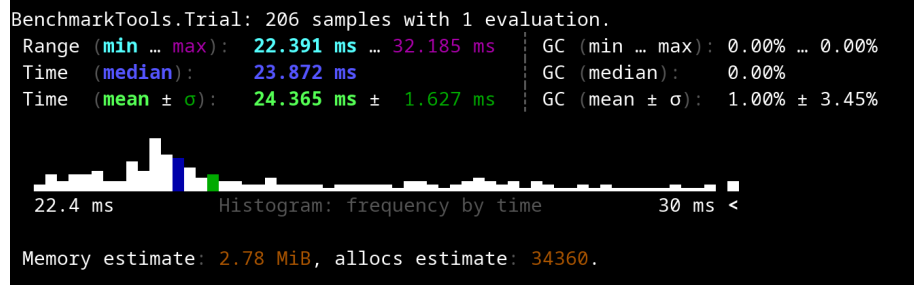 BenchmarkTools.Trial: 206 samples with 1 evaluation.
Range (min … max): 22.391 ms … 32.185 ms ┊ GC (min … max): 0.00% … 0.00%
Time (median): 23.872 ms ┊ GC (median): 0.00%
Time (mean ± σ): 24.365 ms ± 1.627 ms ┊ GC (mean ± σ): 1.00% ± 3.45%
22.4 ms Histogram: frequency by time 30 ms <
Memory estimate: 2.78 MiB, allocs estimate: 34360.